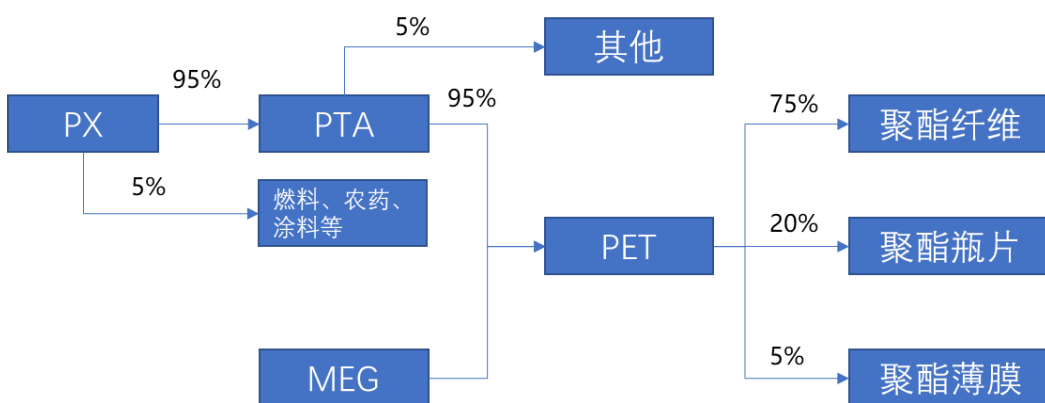 5%
其他
95%
95%
75%
PX
PTA
聚酯纤维
5%
燃料、农药、
涂料等
20%
PET
聚酯瓶片
5%
MEG
聚酯薄膜